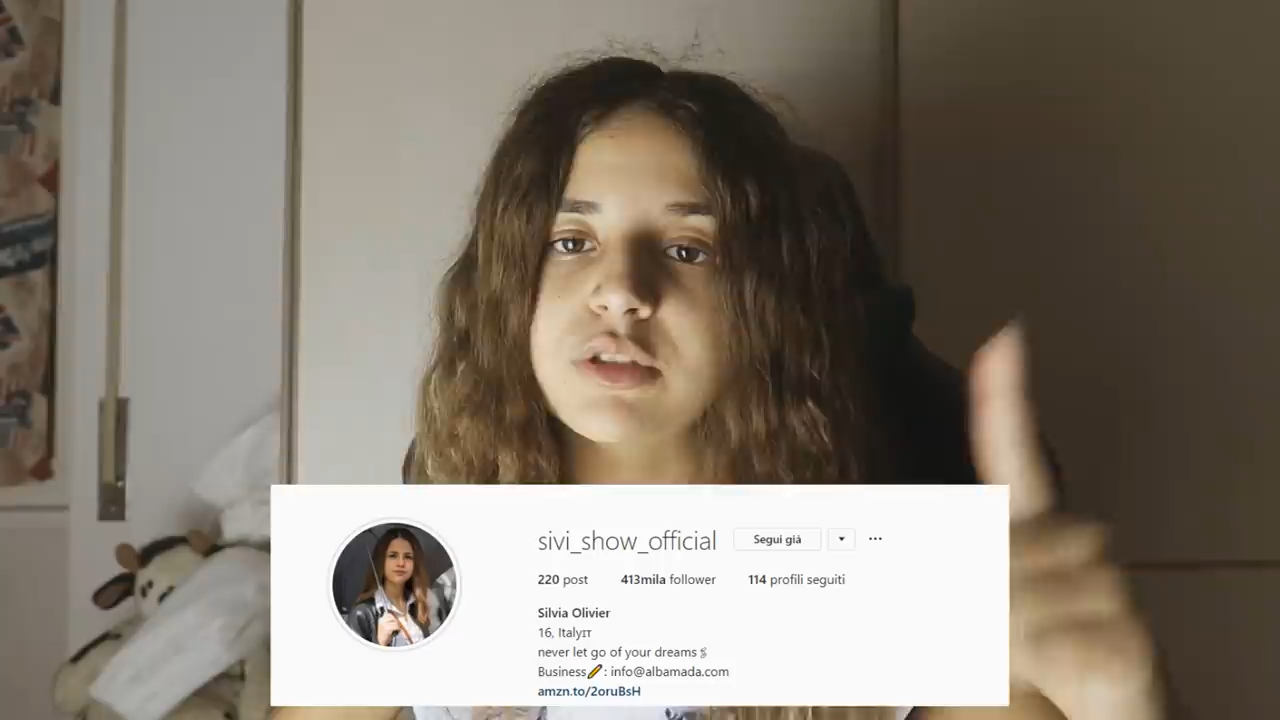 sivi_show_official Segui già
220 post 413mila follower 114 profili seguiti
Silvia Olivier
16, Italyɪᴛ
never let go of your dreams
Business✏️: info@albamada.com
amzn.to/2oruBsH